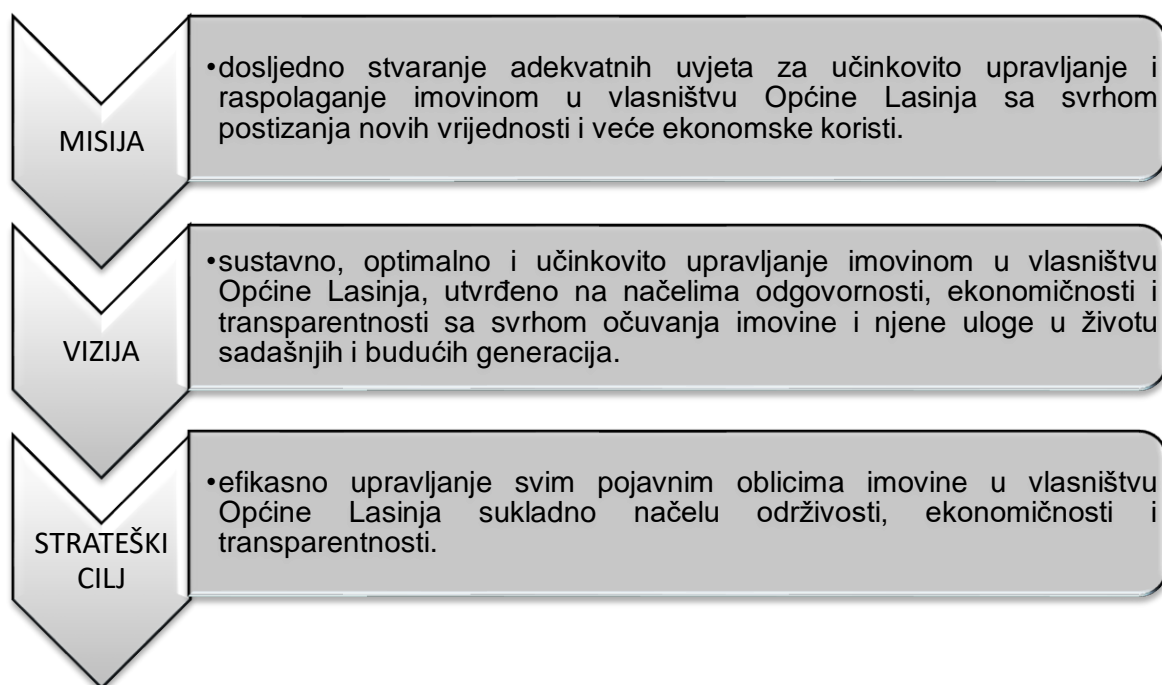 MISIJA
•dosljedno stvaranje adekvatnih uvjeta za učinkovito upravljanje i
raspolaganje imovinom u vlasništvu Općine Lasinja sa svrhom
postizanja novih vrijednosti i veće ekonomske koristi.
VIZIJA
•sustavno, optimalno i učinkovito upravljanje imovinom u vlasništvu
Općine Lasinja, utvrđeno na načelima odgovornosti, ekonomičnosti i
transparentnosti sa svrhom očuvanja imovine i njene uloge u životu
sadašnjih i budućih generacija.
STRATEŠKI
CILJ
•efikasno upravljanje svim pojavnim oblicima imovine u vlasništvu
Općine Lasinja sukladno načelu održivosti, ekonomičnosti i
transparentnosti.